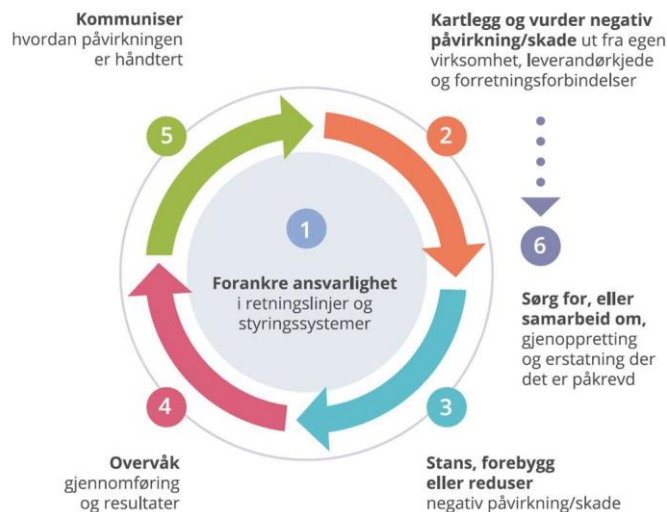 Kommuniser
hvordan påvirkningen
er håndtert
5
Kartlegg og vurder negativ
påvirkning/skade ut fra egen
virksomhet, leverandørkjede
og forretningsforbindelser
2
1
Forankre ansvarlighet
i retningslinjer og
styringssystemer
6
Sørg for, eller
samarbeid om,
gjenoppretting
og erstatning der
det er påkrevd
4
Overvåk
gjennomføring
og resultater
3
Stans, forebygg
eller reduser
negativ påvirkning/skade